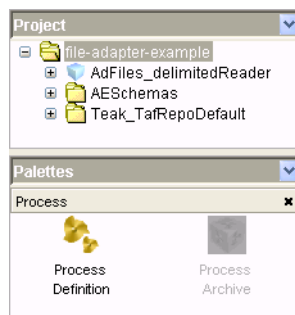 Project
file-adapter-example
AdFiles_delimitedReader
AESchemas
Teak_TafRepoDefault
Palettes
Process
Process Definition
Process Archive